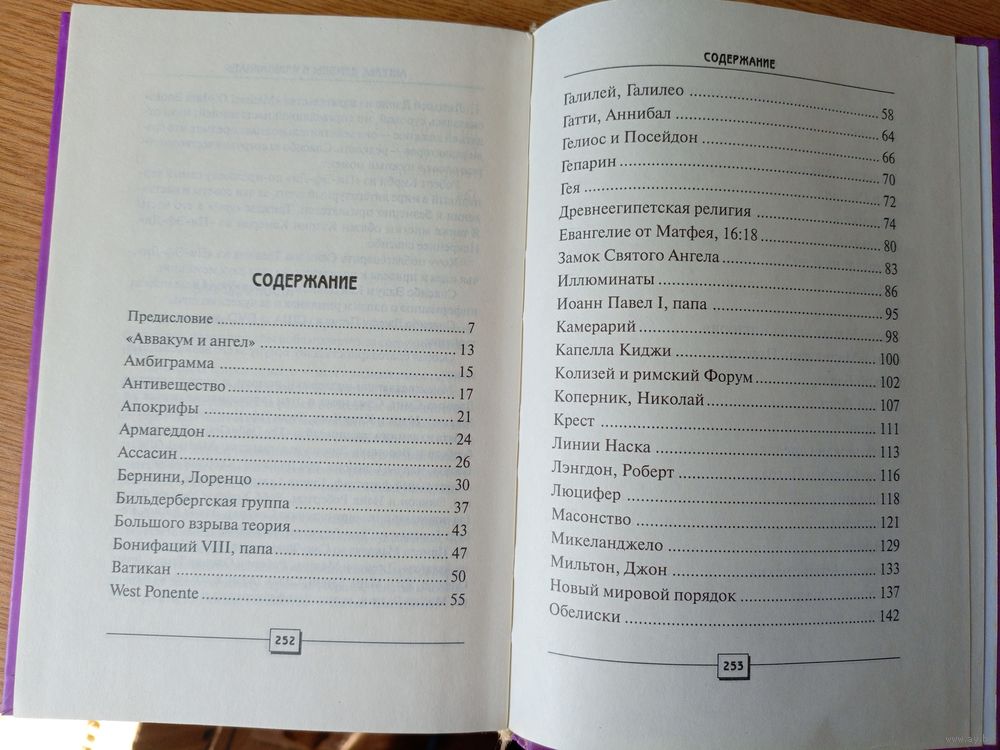 СОДЕРЖАНИЕ
Предисловие 7
«Аввакум и ангел» 13
Амбиграмма 15
Антивещество 17
Апокрифы 21
Армагеддон 24
Ассасин 26
Бернини, Лоренцо 30
Бильдербергская группа 37
Большого взрыва теория 43
Бонифаций VIII, папа 47
Ватикан 50
West Ponente 55
252
СОДЕРЖАНИЕ
Галилей, Галилео 58
Гатти, Аннибал 64
Гелиос и Посейдон 66
Гепарин 70
Гея 72
Древнеегипетская религия 74
Евангелие от Матфея, 16:18 80
Замок Святого Ангела 83
Иллюминаты 86
Иоанн Павел I, папа 95
Камерарий 98
Капелла Киджи 100
Колизей и римский Форум 102
Коперник, Николай 107
Крест 111
Линии Наска 113
Лэнгдон, Роберт 116
Люцифер 118
Масонство 121
Микеланджело 129
Мильтон, Джон 133
Новый мировой порядок 137
Обелиски 142
253